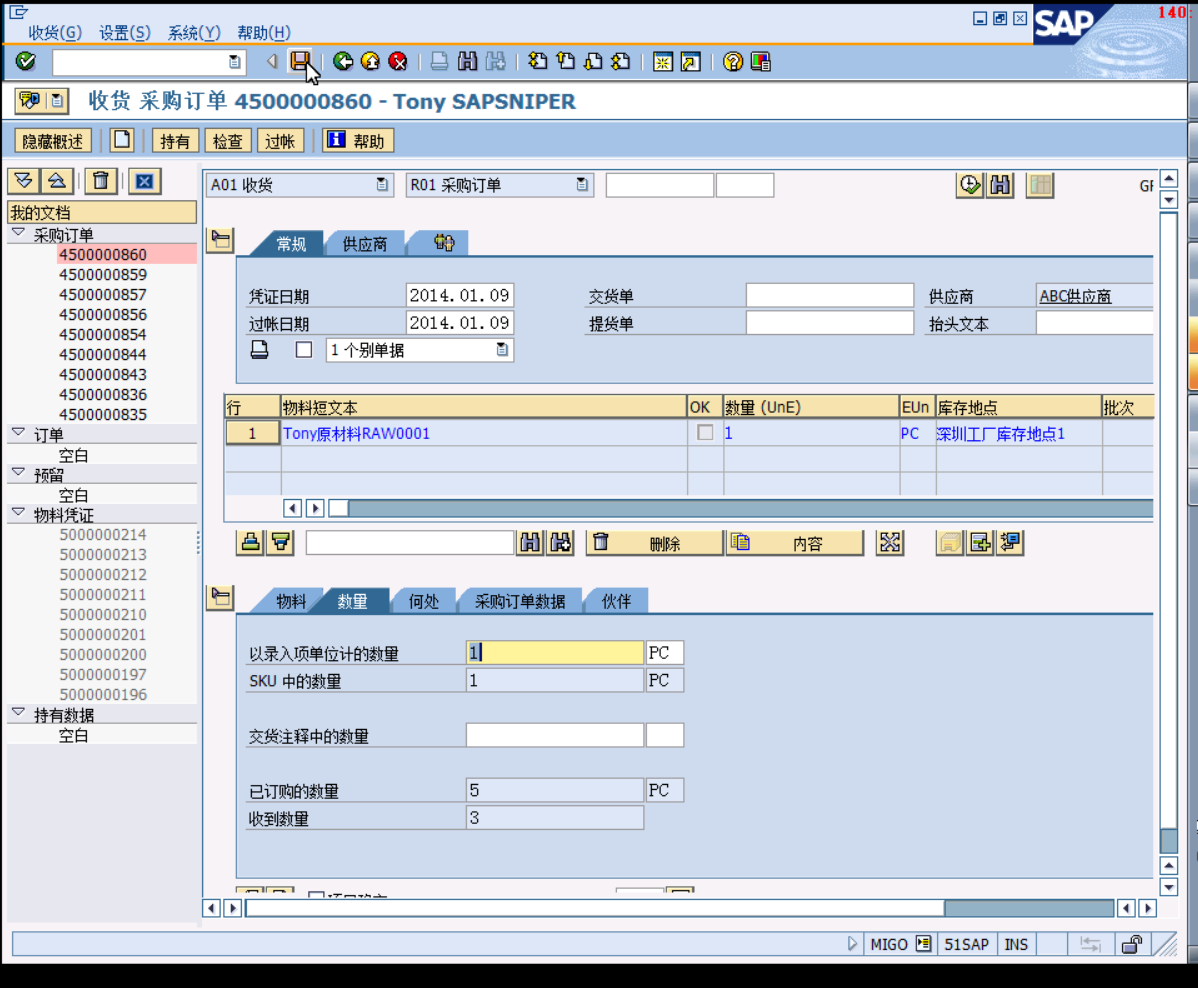 140:
收货(G) 设置(S) 系统(Y) 帮助(H)
SAP
收货 采购订单 4500000860 - Tony SAPSNIPER
隐藏概述 持有 检查 过帐 帮助
A01 收货 R01 采购订单
我的文档
采购订单
4500000860
4500000859
4500000857
4500000856
4500000854
4500000844
4500000843
4500000836
4500000835
订单
空白
预留
空白
物料凭证
5000000214
5000000213
5000000212
5000000211
5000000210
5000000201
5000000200
5000000197
5000000196
持有数据
空白
常规 供应商
凭证日期 2014.01.09 交货单 供应商 ABC供应商
过帐日期 2014.01.09 提货单 抬头文本
1 个别单据
行 物料短文本 OK 数量 (UnE) EUn 库存地点 批次
1 Tony原材料RAW0001 1 PC 深圳工厂库存地点1
删除 内容
物料 数量 何处 采购订单数据 伙伴
以录入项单位计的数量 1 PC
SKU 中的数量 1 PC
交货注释中的数量
已订购的数量 5 PC
收到数量 3
MIGO 51SAP INS